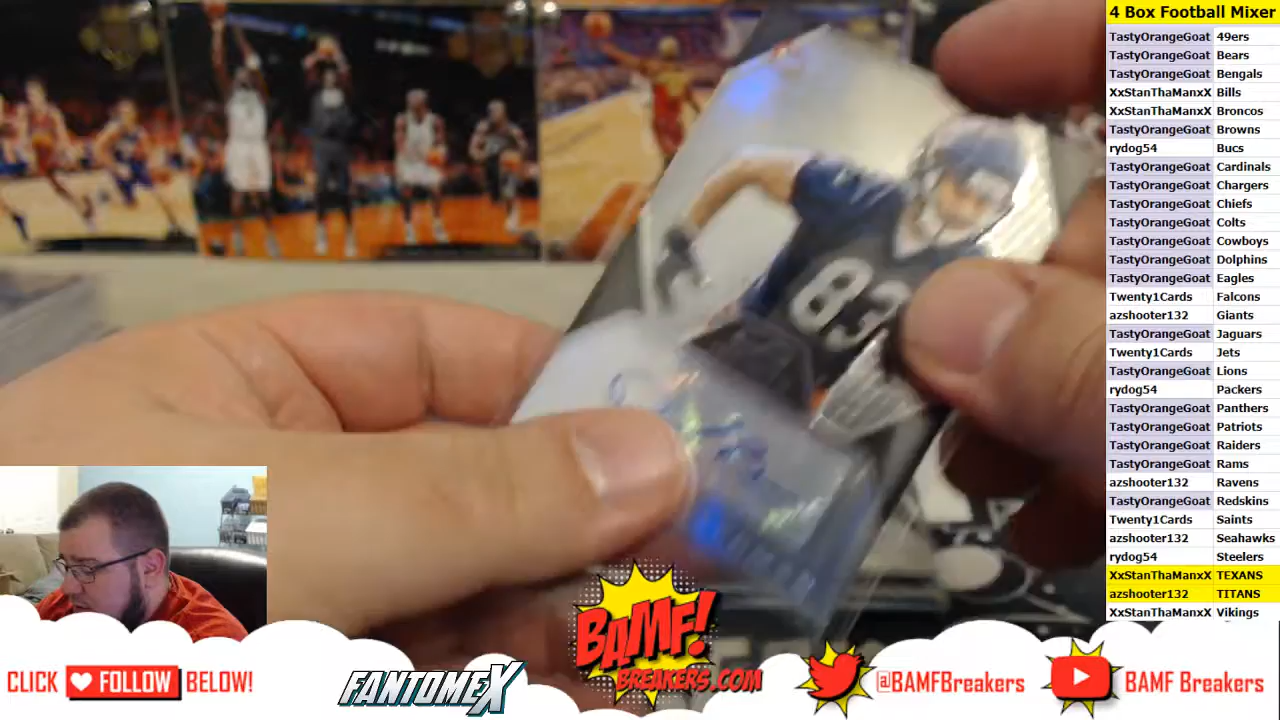 4 Box Football Mixer
TastyOrangeGoat 49ers
TastyOrangeGoat Bears
TastyOrangeGoat Bengals
XxStanThaManxX Bills
XxStanThaManxX Broncos
TastyOrangeGoat Browns
rydog54 Bucs
TastyOrangeGoat Cardinals
TastyOrangeGoat Chargers
TastyOrangeGoat Chiefs
TastyOrangeGoat Colts
TastyOrangeGoat Cowboys
TastyOrangeGoat Dolphins
TastyOrangeGoat Eagles
Twenty1Cards Falcons
azshooter132 Giants
TastyOrangeGoat Jaguars
Twenty1Cards Jets
TastyOrangeGoat Lions
rydog54 Packers
TastyOrangeGoat Panthers
TastyOrangeGoat Patriots
TastyOrangeGoat Raiders
TastyOrangeGoat Rams
azshooter132 Ravens
TastyOrangeGoat Redskins
Twenty1Cards Saints
azshooter132 Seahawks
rydog54 Steelers
XxStanThaManxX TEXANS
azshooter132 TITANS
XxStanThaManxX Vikings
83
CLICK FOLLOW BELOW!
FANTOMEX
BAMF!
BREAKERS.COM
@BAMFBreakers
BAMF Breakers